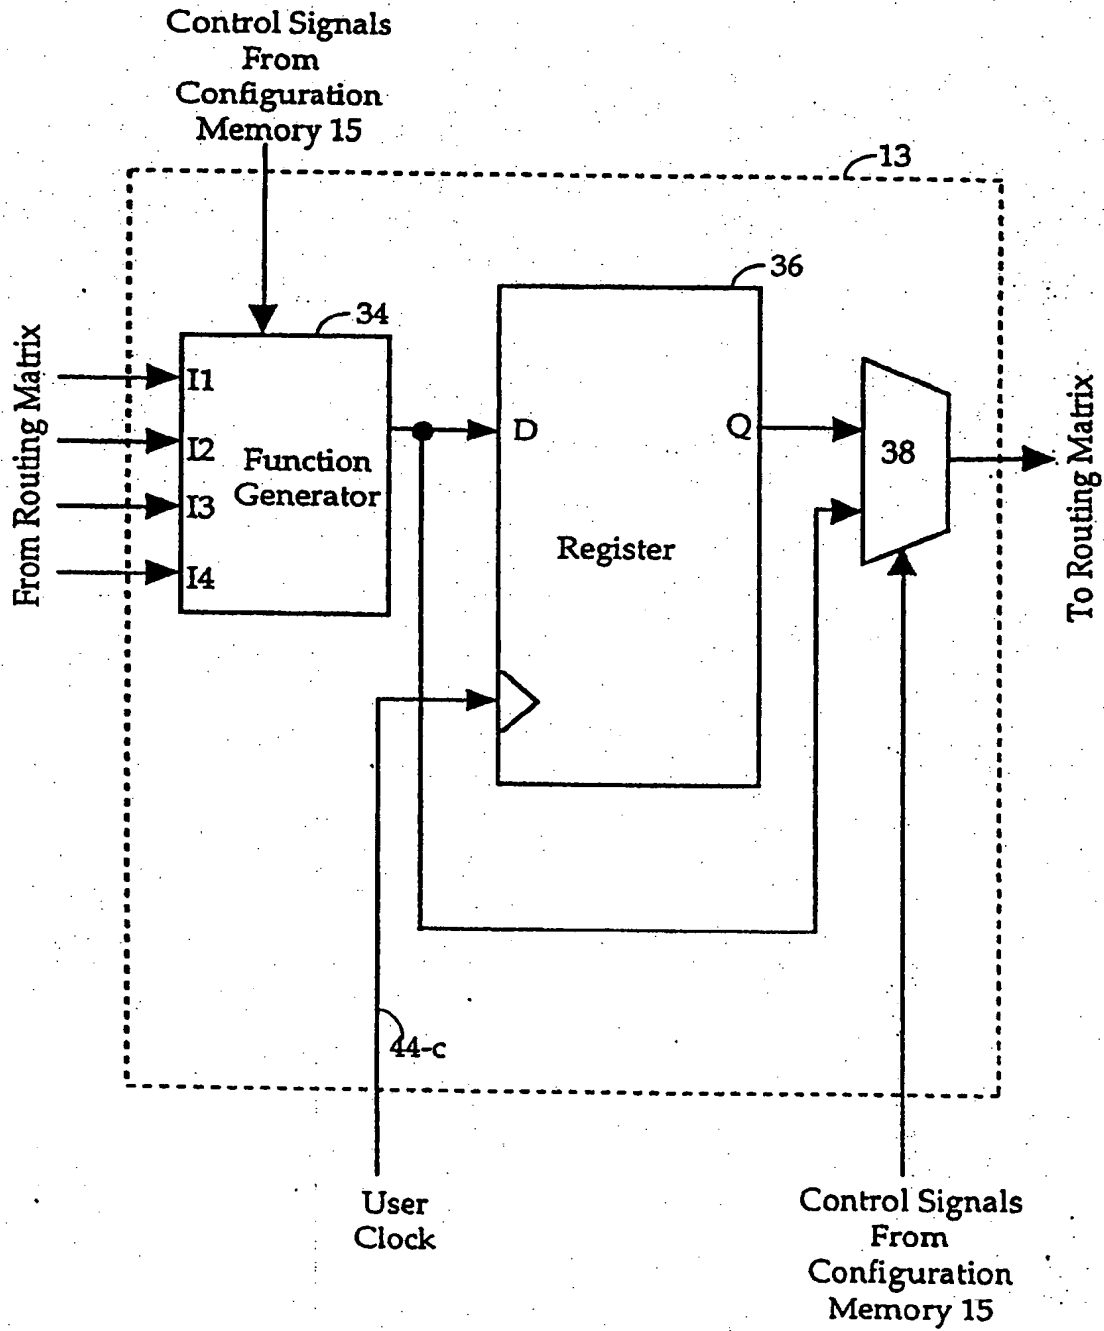 Control Signals
From
Configuration
Memory 15
13
36
34
From Routing Matrix
I1
I2
I3
I4
Function
Generator
D
Q
Register
38
To Routing Matrix
44-c
User
Clock
Control Signals
From
Configuration
Memory 15